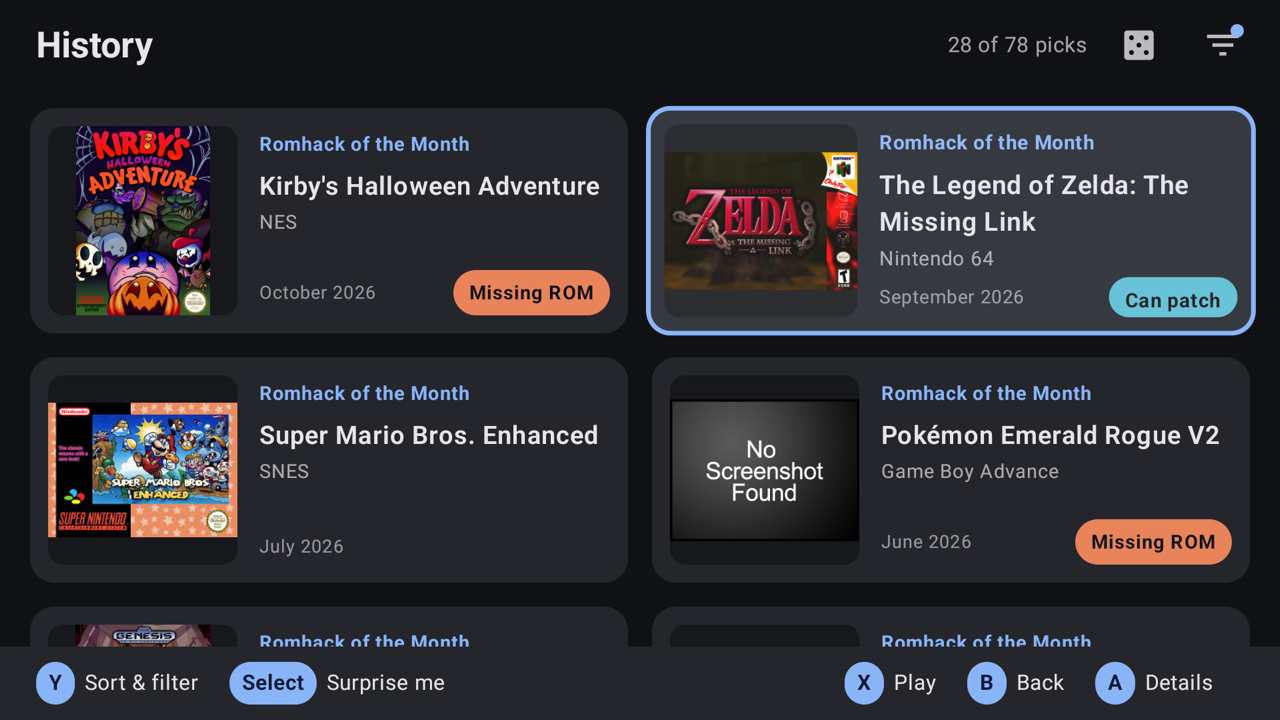 History
28 of 78 picks
KIRBY'S
HALLOWEEN
ADVENTURE
Romhack of the Month
Kirby's Halloween Adventure
NES
October 2026
Missing ROM
NINTENDO 64
THE LEGEND OF
ZELDA
THE MISSING
LINK
Romhack of the Month
The Legend of Zelda: The
Missing Link
Nintendo 64
September 2026
Can patch
Nintendo
SUPER MARIO BROS.
ENHANCED
SUPER NINTENDO
Romhack of the Month
Super Mario Bros. Enhanced
SNES
July 2026
No
Screenshot
Found
Romhack of the Month
Pokémon Emerald Rogue V2
Game Boy Advance
June 2026
Missing ROM
GENESIS
Romhack of the Month
Romhack of the Month
Y Sort & filter
Select Surprise me
X Play
B Back
A Details